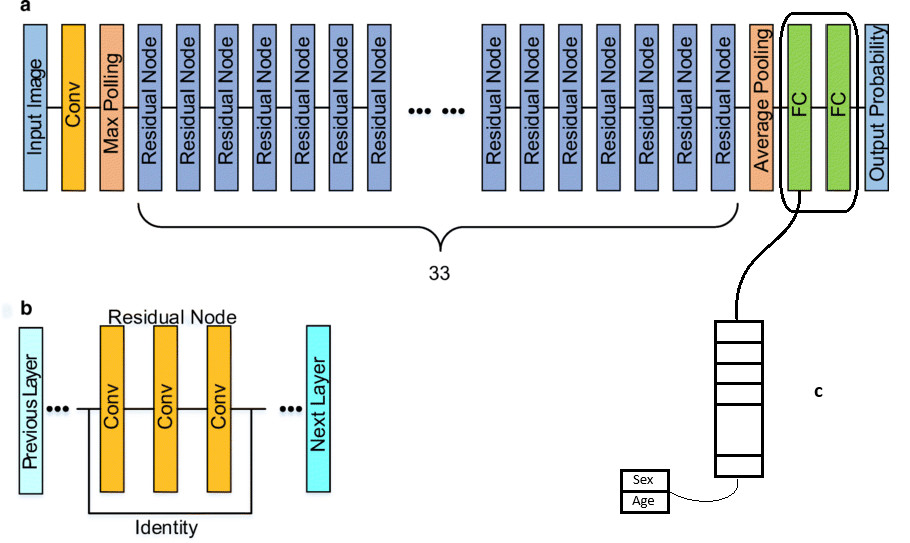 a
Input Image
Conv
Max Polling
Residual Node
Residual Node
Residual Node
Residual Node
Residual Node
Residual Node
Residual Node
Residual Node
Residual Node
Residual Node
Residual Node
Residual Node
Residual Node
Residual Node
Average Pooling
FC
FC
Output Probability
33
b
Residual Node
Previous Layer
Conv
Conv
Conv
Next Layer
Identity
c
Sex
Age